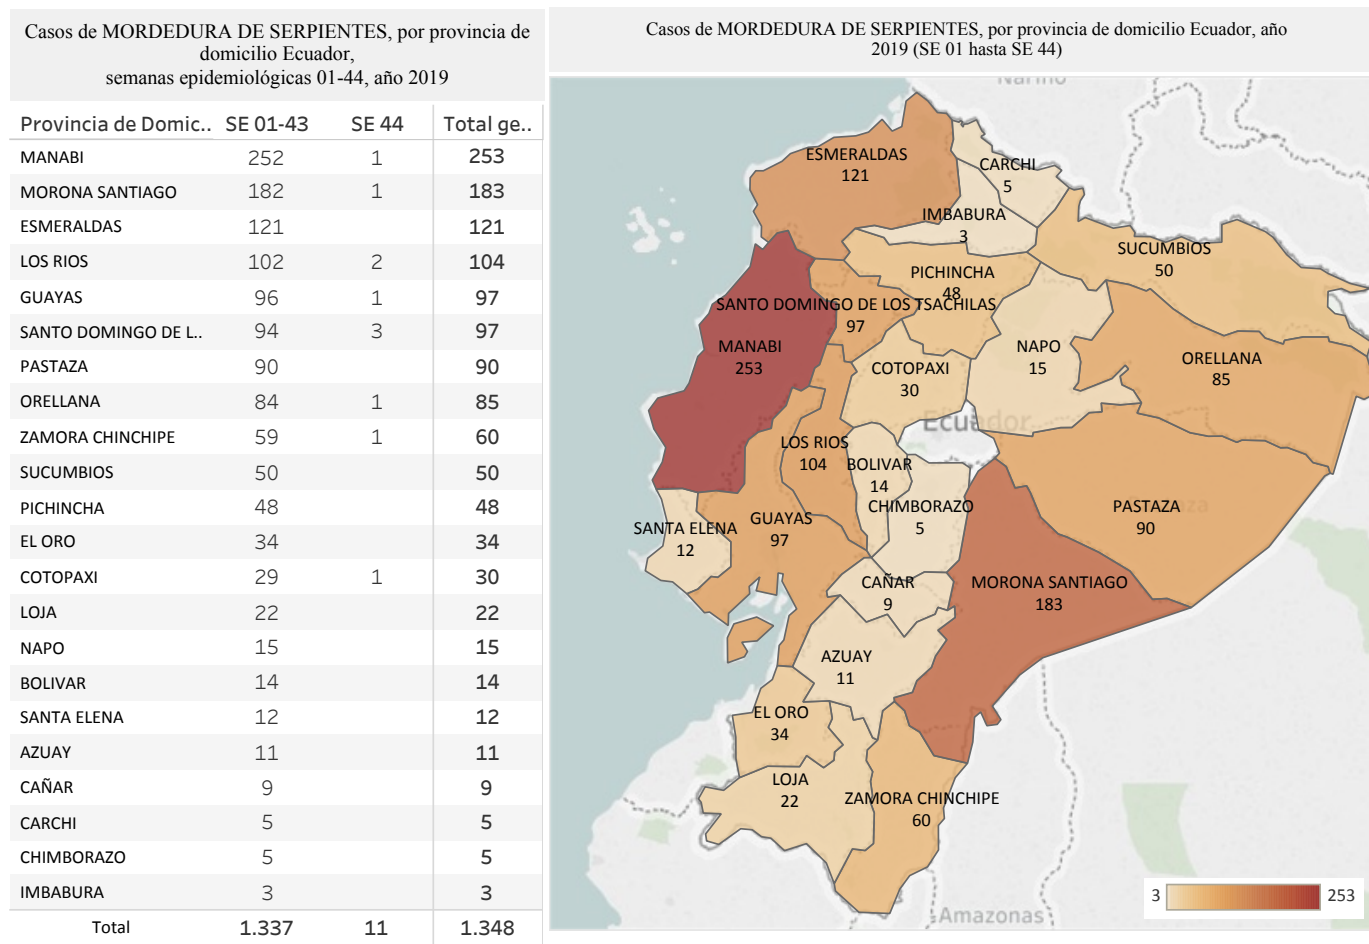 Casos de MORDEDURA DE SERPIENTES, por provincia de
domicilio Ecuador,
semanas epidemiológicas 01-44, año 2019
Provincia de Domic.. SE 01-43 SE 44 Total ge..
MANABI 252 1 253
MORONA SANTIAGO 182 1 183
ESMERALDAS 121 121
LOS RIOS 102 2 104
GUAYAS 96 1 97
SANTO DOMINGO DE L.. 94 3 97
PASTAZA 90 90
ORELLANA 84 1 85
ZAMORA CHINCHIPE 59 1 60
SUCUMBIOS 50 50
PICHINCHA 48 48
EL ORO 34 34
COTOPAXI 29 1 30
LOJA 22 22
NAPO 15 15
BOLIVAR 14 14
SANTA ELENA 12 12
AZUAY 11 11
CAÑAR 9 9
CARCHI 5 5
CHIMBORAZO 5 5
IMBABURA 3 3
Total 1.337 11 1.348
Casos de MORDEDURA DE SERPIENTES, por provincia de domicilio Ecuador, año
2019 (SE 01 hasta SE 44)
Nariño
ESMERALDAS
121
CARCHI
5
IMBABURA
3
SUCUMBIOS
50
PICHINCHA
48
SANTO DOMINGO DE LOS TSACHILAS
97
MANABI
253
COTOPAXI
30
NAPO
15
ORELLANA
85
Ecuador
LOS RIOS
104
BOLIVAR
14
CHIMBORAZO
5
PASTAZA
90
SANTA ELENA
12
GUAYAS
97
CAÑAR
9
MORONA SANTIAGO
183
AZUAY
11
EL ORO
34
LOJA
22
ZAMORA CHINCHIPE
60
3 253
Amazonas